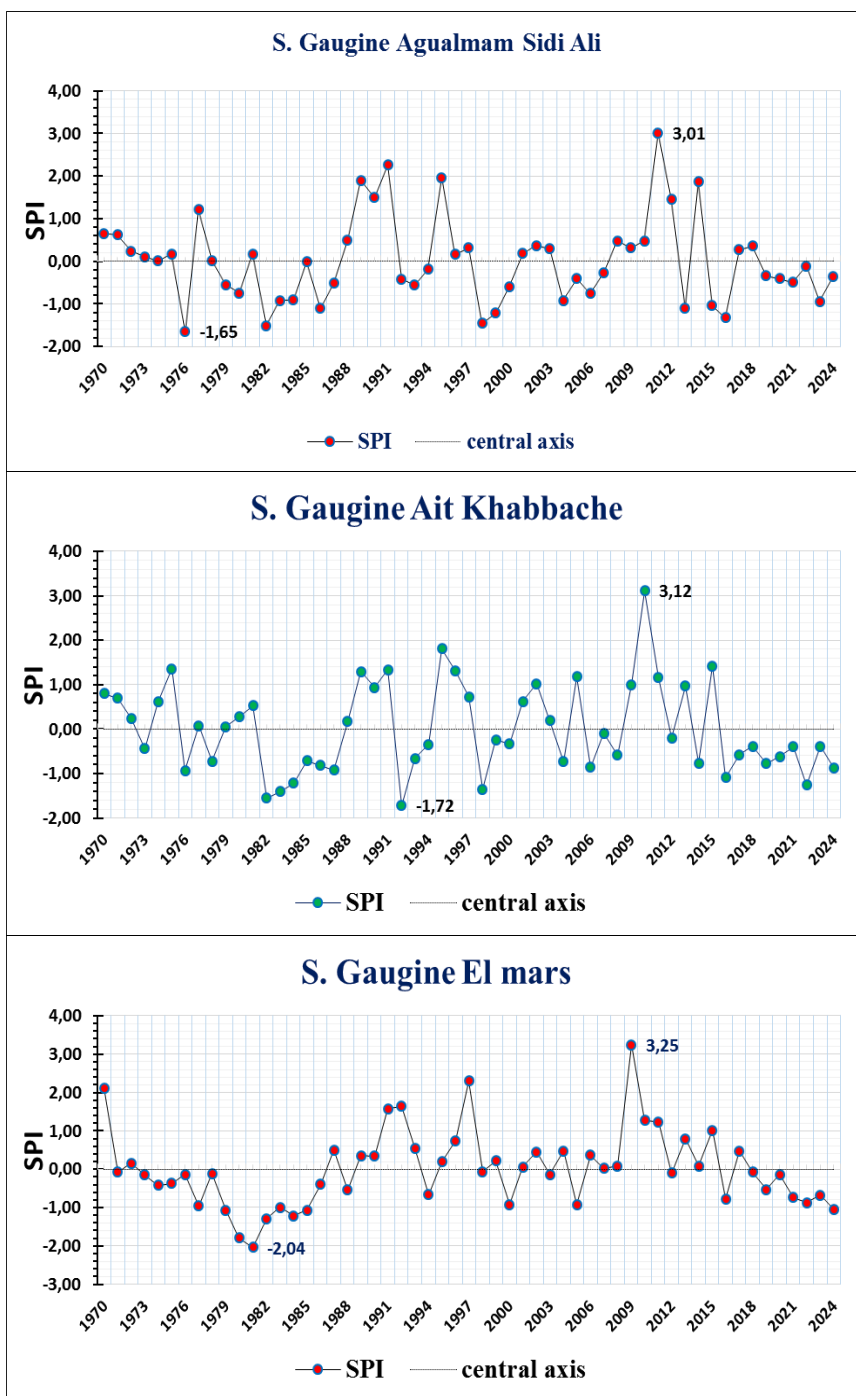 S. Gaugine Agualmam Sidi Ali
4,00
3,00
2,00
1,00
0,00
-1,00
-2,00
SPI
3,01
-1,65
1970 1973 1976 1979 1982 1985 1988 1991 1994 1997 2000 2003 2006 2009 2012 2015 2018 2021 2024
SPI central axis
S. Gaugine Ait Khabbache
4,00
3,00
2,00
1,00
0,00
-1,00
-2,00
SPI
3,12
-1,72
1970 1973 1976 1979 1982 1985 1988 1991 1994 1997 2000 2003 2006 2009 2012 2015 2018 2021 2024
SPI central axis
S. Gaugine El mars
4,00
3,00
2,00
1,00
0,00
-1,00
-2,00
-3,00
SPI
3,25
-2,04
1970 1973 1976 1979 1982 1985 1988 1991 1994 1997 2000 2003 2006 2009 2012 2015 2018 2021 2024
SPI central axis